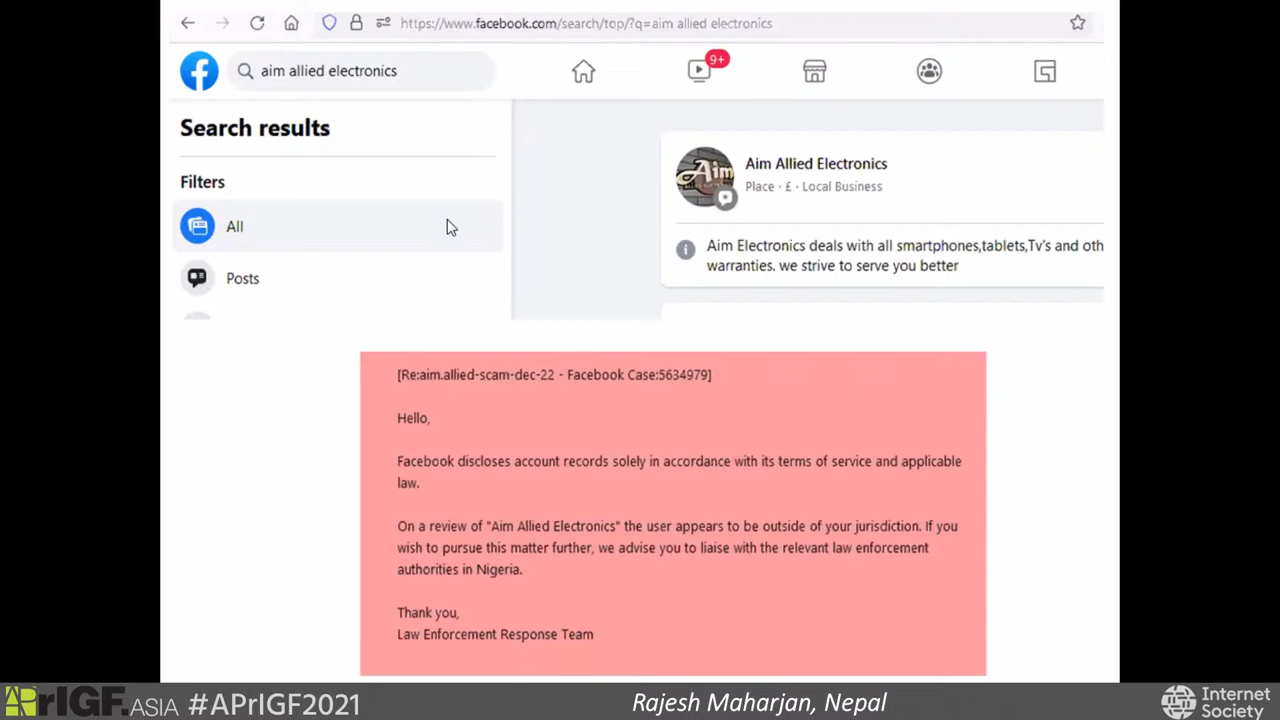 https://www.facebook.com/search/top/?q=aim allied electronics
aim allied electronics
9+
Search results
Filters
All
Posts
Aim
Aim Allied Electronics
Place · £ · Local Business
Aim Electronics deals with all smartphones,tablets,Tv's and oth
warranties. we strive to serve you better
[Re:aim.allied-scam-dec-22 - Facebook Case:5634979]
Hello,
Facebook discloses account records solely in accordance with its terms of service and applicable
law.
On a review of "Aim Allied Electronics" the user appears to be outside of your jurisdiction. If you
wish to pursue this matter further, we advise you to liaise with the relevant law enforcement
authorities in Nigeria.
Thank you,
Law Enforcement Response Team
APrIGF.ASIA #APrIGF2021
Rajesh Maharjan, Nepal
Internet
Society